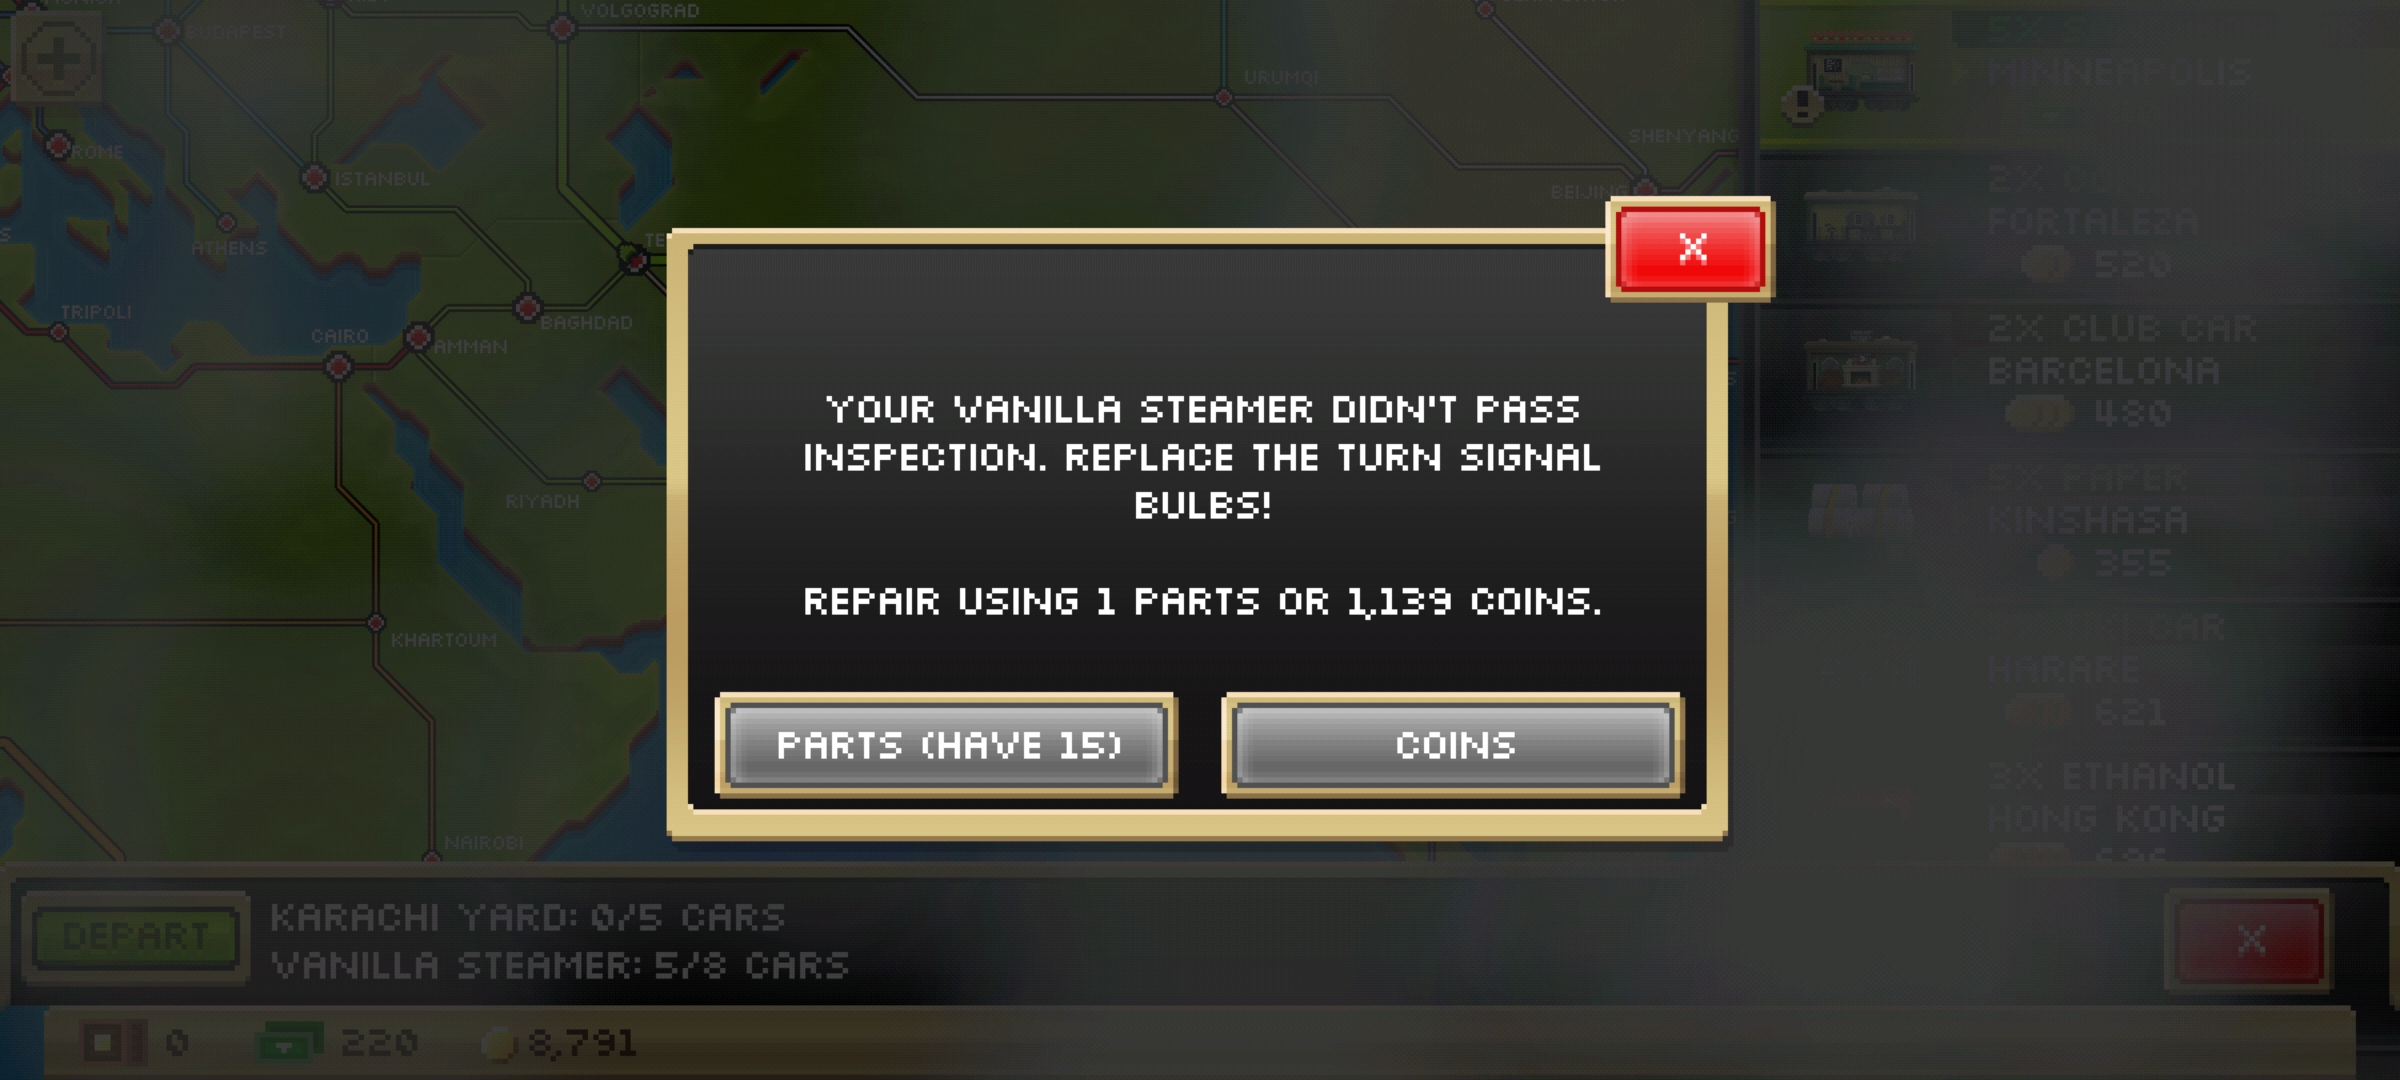 VOLGOGRAD
BUDAPEST
URUMQI
MINNEAPOLIS
SHENYANG
ROME
ISTANBUL
BEIJING
FORTALEZA
ATHENS
520
TRIPOLI
CAIRO
BAGHDAD
AMMAN
2X CLUB CAR
BARCELONA
480
RIYADH
5X PAPER
KINSHASA
355
KHARTOUM
CAR
HARARE
621
NAIROBI
3X ETHANOL
HONG KONG
X
YOUR VANILLA STEAMER DIDN'T PASS
INSPECTION. REPLACE THE TURN SIGNAL
BULBS!
REPAIR USING 1 PARTS OR 1,139 COINS.
PARTS (HAVE 15)
COINS
DEPART
KARACHI YARD: 0/5 CARS
VANILLA STEAMER: 5/8 CARS
X
0
220
8,791